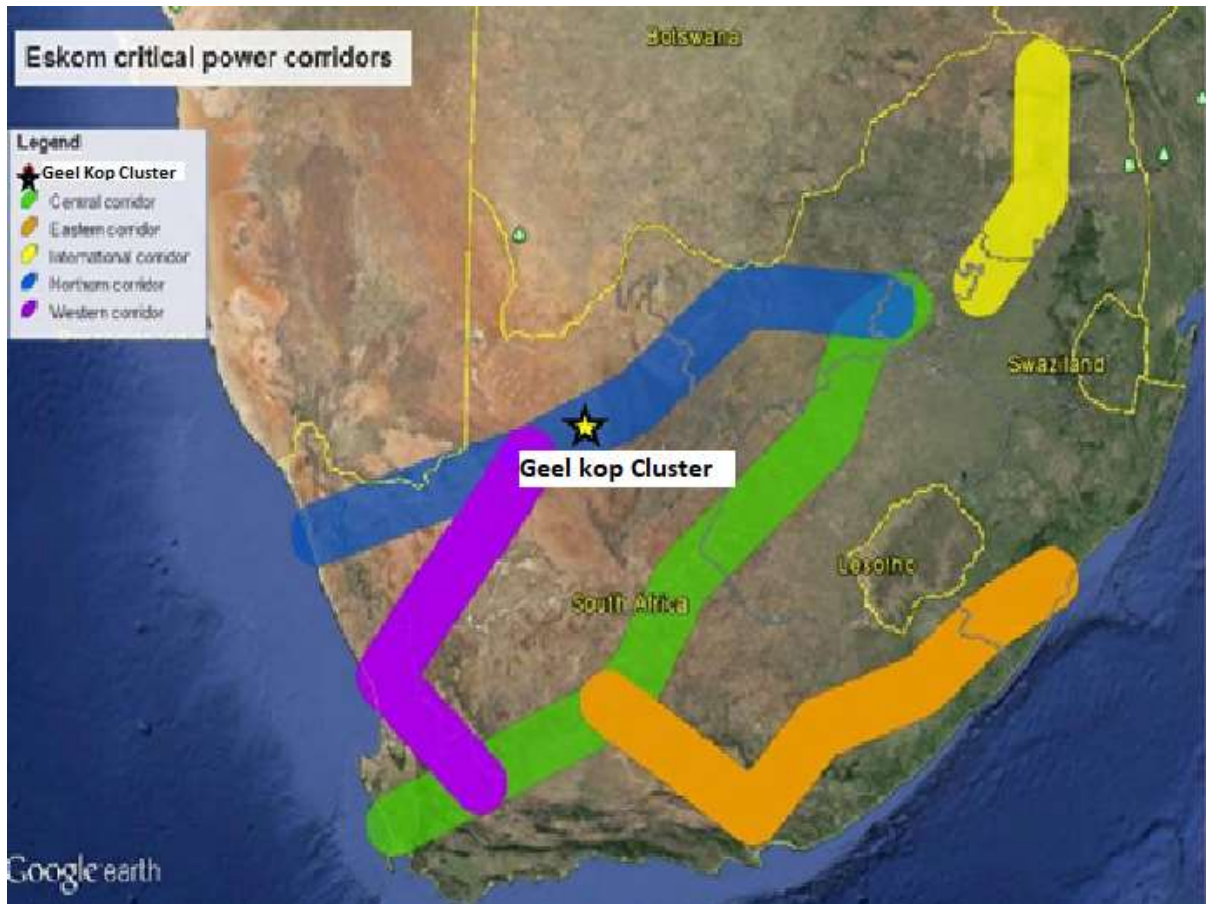 Eskom critical power corridors
Botswana
Legend
Geel Kop Cluster
Central corridor
Eastern corridor
International corridor
Northern corridor
Western corridor
Swaziland
Geel kop Cluster
Lesotho
South Africa
Google earth